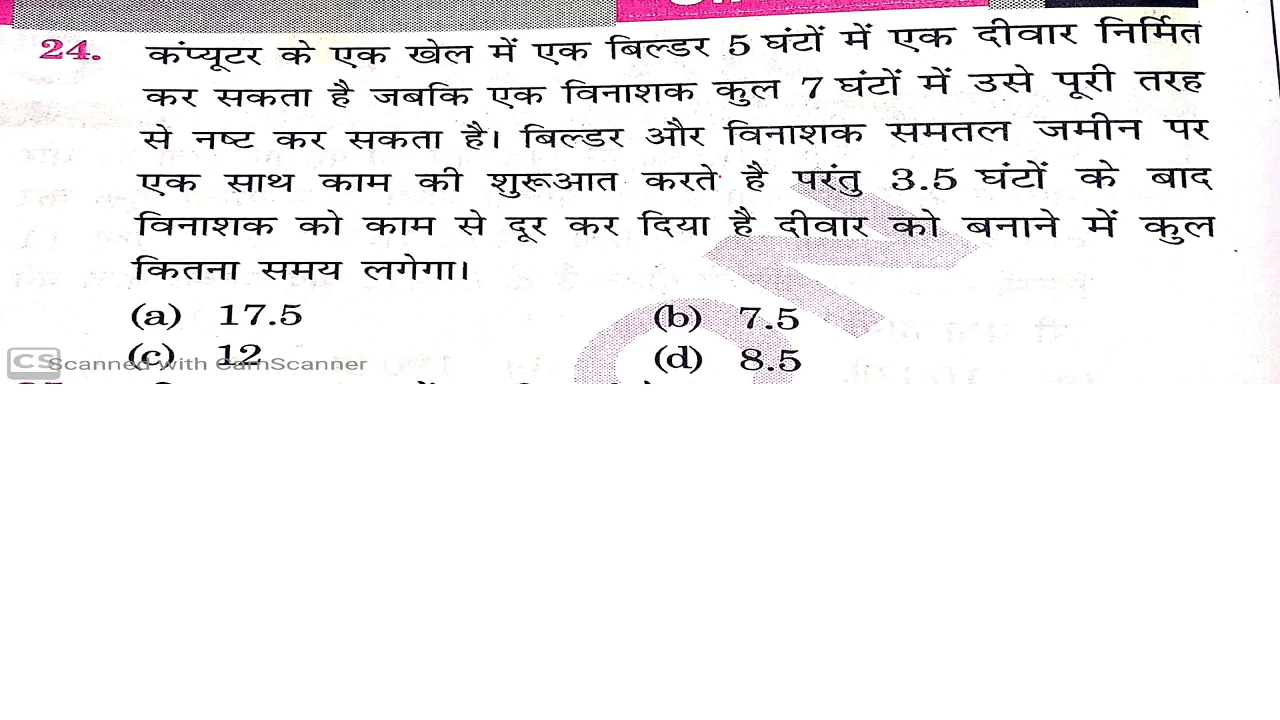 24. कंप्यूटर के एक खेल में एक बिल्डर 5 घंटों में एक दीवार निर्मित
कर सकता है जबकि एक विनाशक कुल 7 घंटों में उसे पूरी तरह
से नष्ट कर सकता है। बिल्डर और विनाशक समतल जमीन पर
एक साथ काम की शुरूआत करते है परंतु 3.5 घंटों के बाद
विनाशक को काम से दूर कर दिया है दीवार को बनाने में कुल
कितना समय लगेगा।
(a) 17.5 (b) 7.5
(c) 12 (d) 8.5
CS Scanned with CamScanner